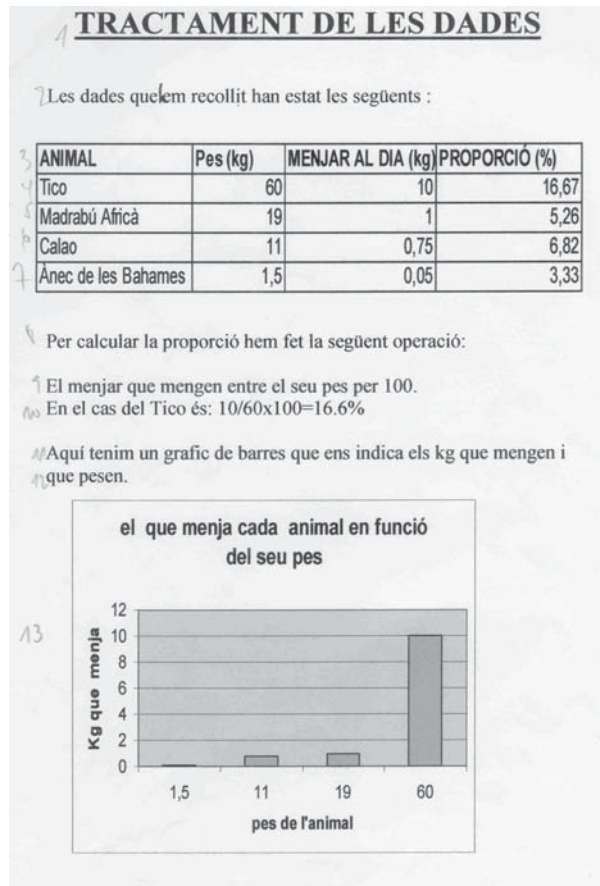 1 TRACTAMENT DE LES DADES
2 Les dades que hem recollit han estat les següents :
3 ANIMAL Pes (kg) MENJAR AL DIA (kg) PROPORCIÓ (%)
4 Tico 60 10 16,67
5 Madrabú Africà 19 1 5,26
6 Calao 11 0,75 6,82
7 Ànec de les Bahames 1,5 0,05 3,33
8 Per calcular la proporció hem fet la següent operació:
9 El menjar que mengen entre el seu pes per 100.
10 En el cas del Tico és: 10/60x100=16.6%
11 Aquí tenim un grafic de barres que ens indica els kg que mengen i
12 que pesen.
el que menja cada animal en funció
del seu pes
13
Kg que menja
12
10
8
6
4
2
0
1,5 11 19 60
pes de l'animal